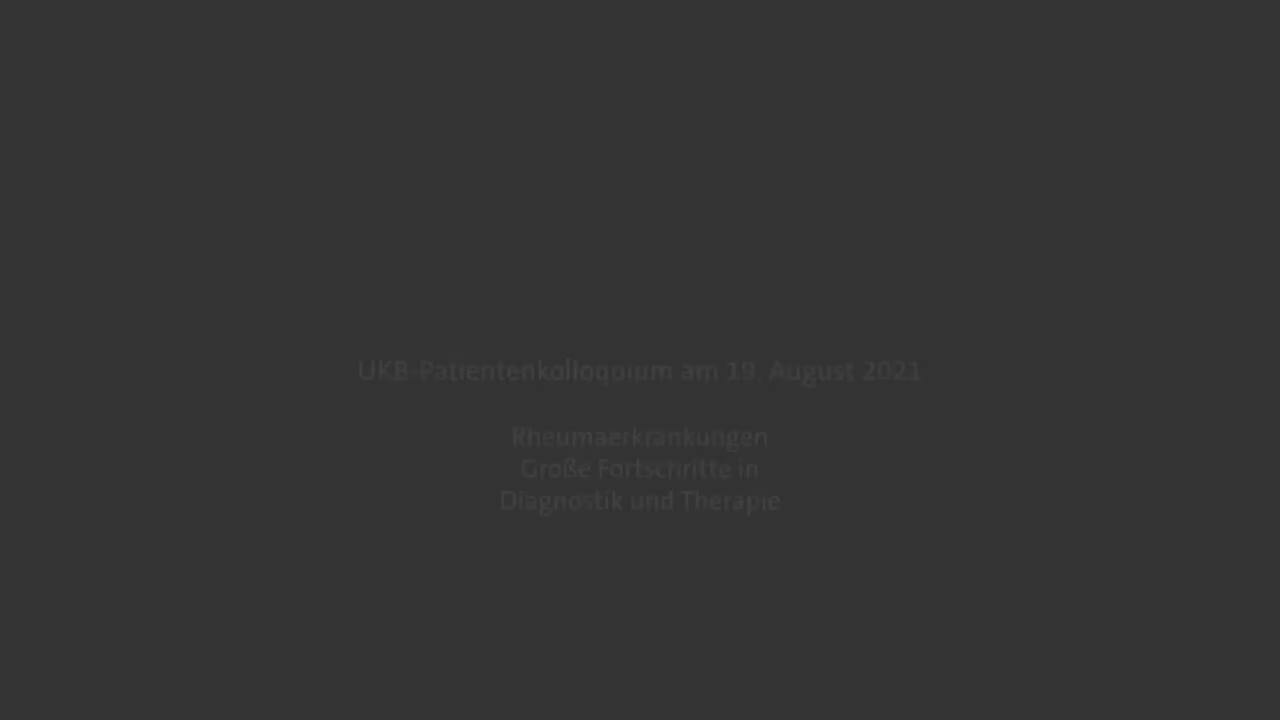 UKB-Patientenkolloquium am 19. August 2021
Rheumaerkrankungen
Große Fortschritte in
Diagnostik und Therapie